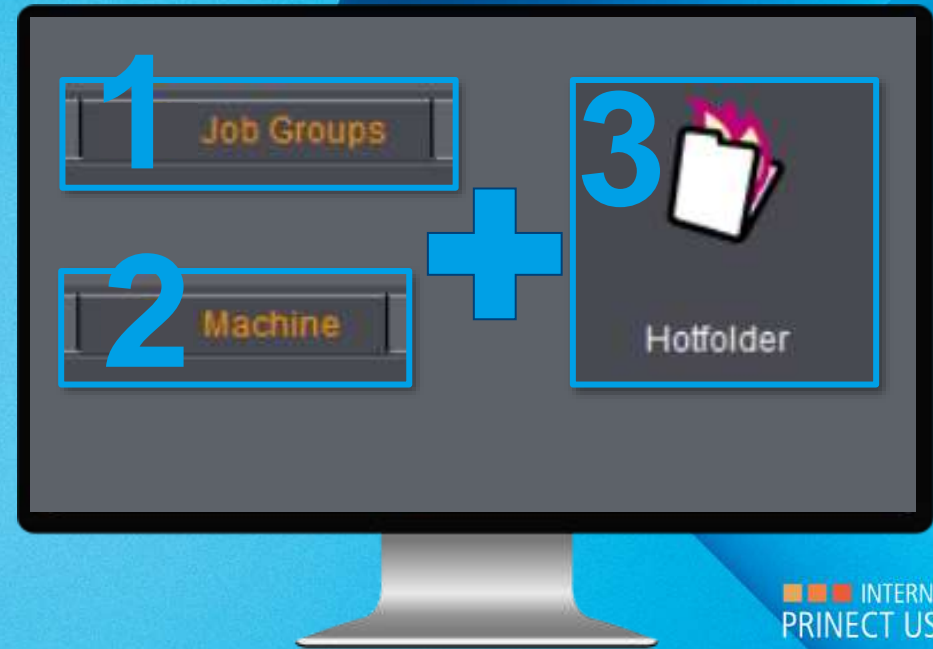 1
Job Groups
2
Machine
3
Hotfolder
INTERN
PRINECT US